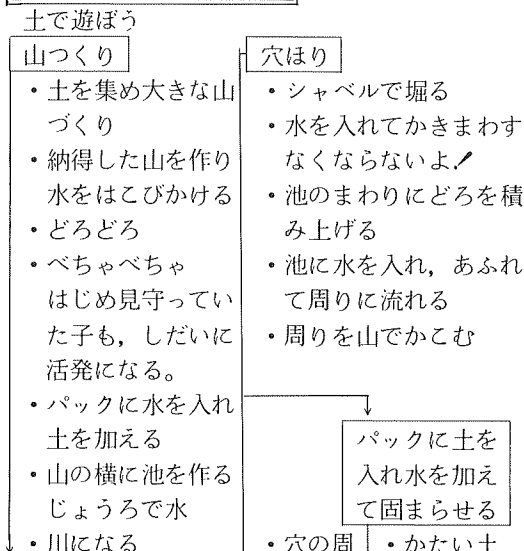 土で遊ぼう
山つくり
・土を集め大きな山
づくり
・納得した山を作り
水をはこびかける
・どろどろ
・べちゃべちゃ
はじめ見守ってい
た子も，しだいに
活発になる。
・パックに水を入れ
土を加える
・山の横に池を作る
じょうろで水
・川になる
穴ほり
・シャベルで堀る
・水を入れてかきまわす
なくならないよ！
・池のまわりにどろを積
み上げる
・池に水を入れ，あふれ
て周りに流れる
・周りを山でかこむ
パックに土を
入れ水を加え
て固まらせる
・穴の周
・かたい土